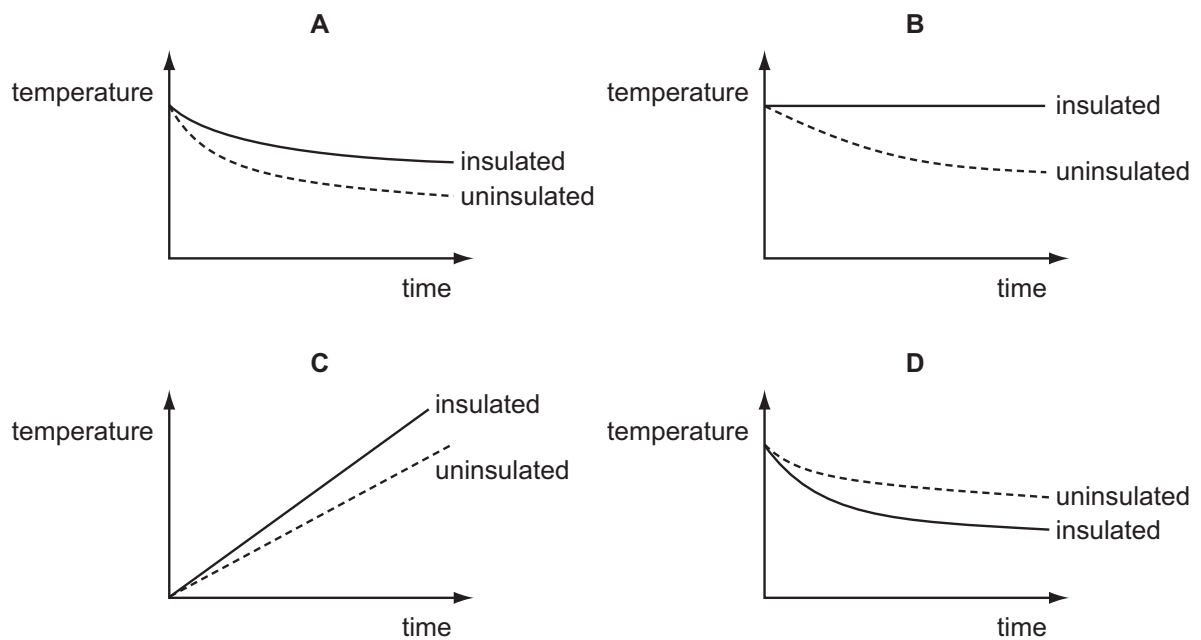 A
temperature
insulated
uninsulated
time
B
temperature
insulated
uninsulated
time
C
temperature
insulated
uninsulated
time
D
temperature
uninsulated
insulated
time